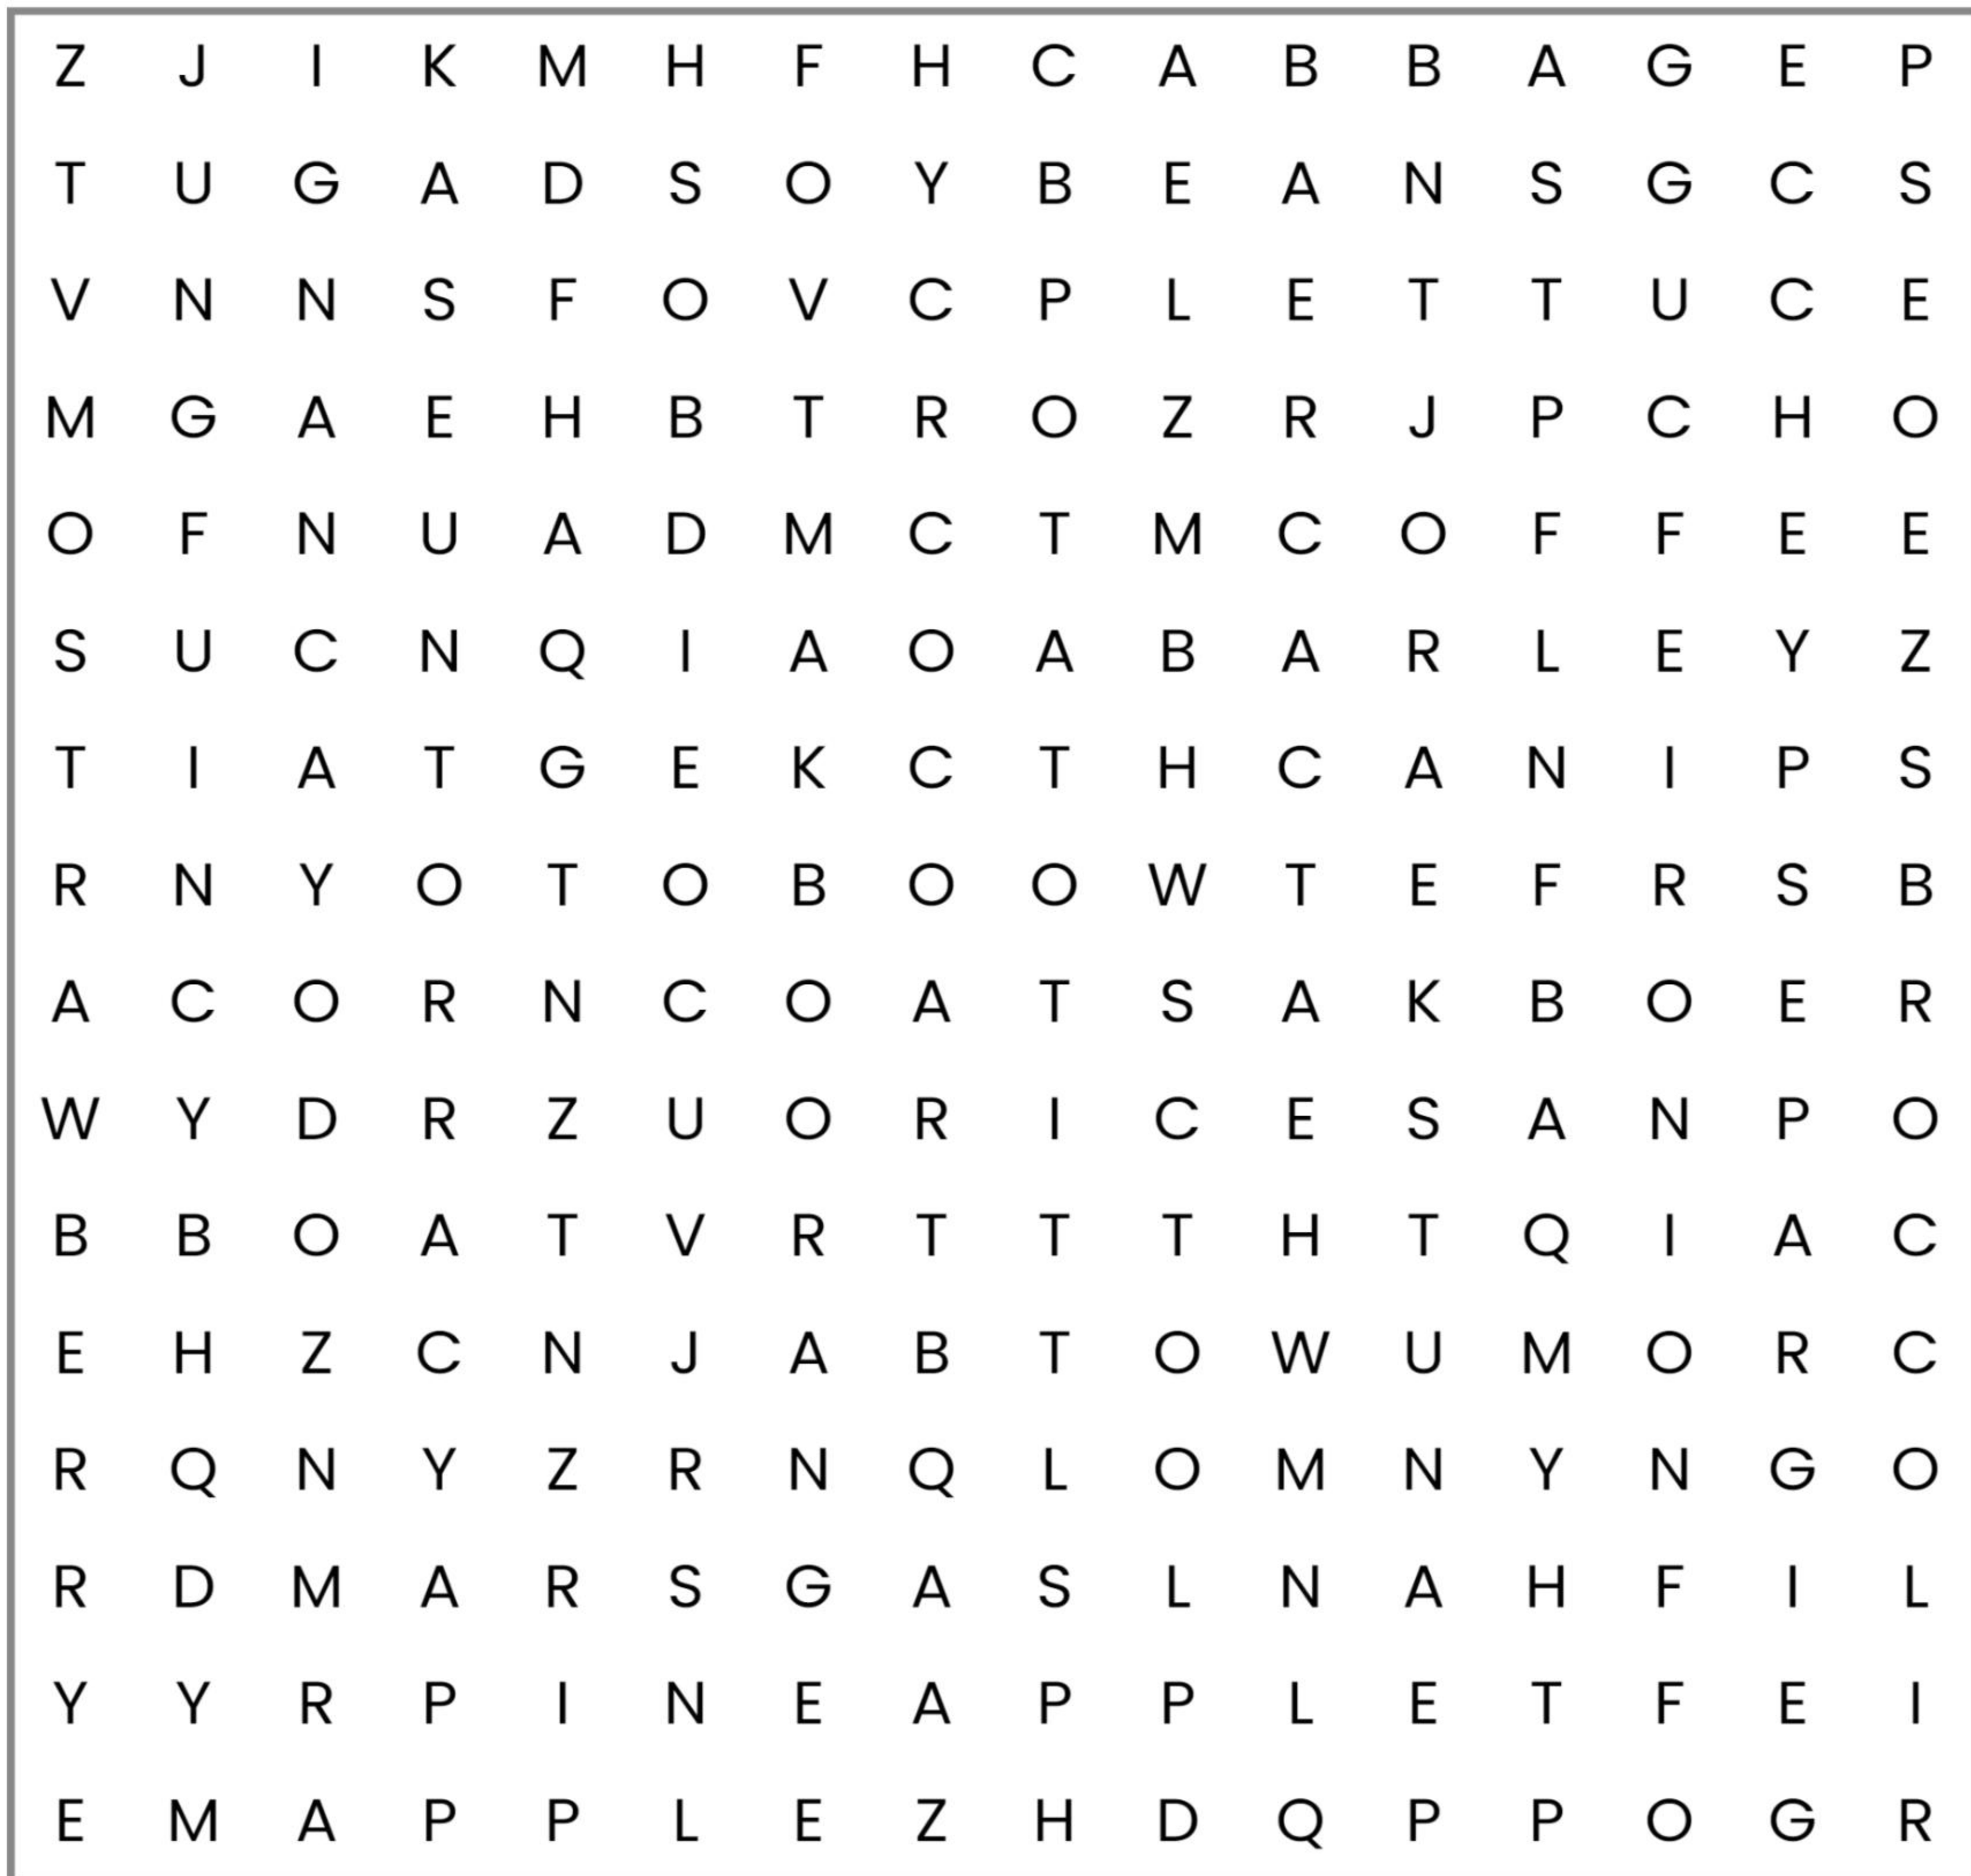 Z J I K M H F H C A B B A G E P
T U G A D S O Y B E A N S G C S
V N N S F O V C P L E T T U C E
M G A E H B T R O Z R J P C H O
O F N U A D M C T M C O F F E E
S U C N Q I A O A B A R L E Y Z
T I A T G E K C T H C A N I P S
R N Y O T O B O O W T E F R S B
A C O R N C O A T S A K B O E R
W Y D R Z U O R I C E S A N P O
B B O A T V R T T T H T Q I A C
E H Z C N J A B T O W U M O R C
R Q N Y Z R N Q L O M N Y N G O
R D M A R S G A S L N A H F I L
Y Y R P I N E A P P L E T F E I
E M A P P L E Z H D Q P P O G R